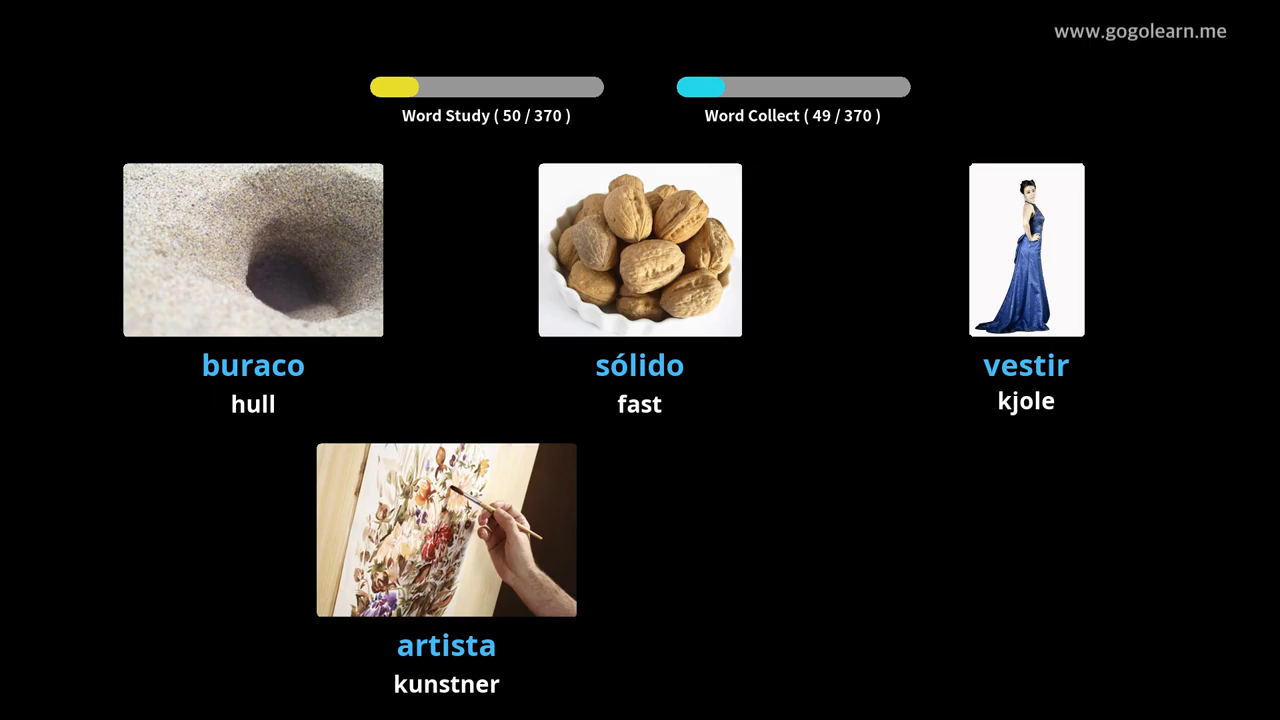 www.gogolearn.me
Word Study ( 50 / 370 )
Word Collect ( 49 / 370 )
buraco
hull
sólido
fast
vestir
kjole
artista
kunstner